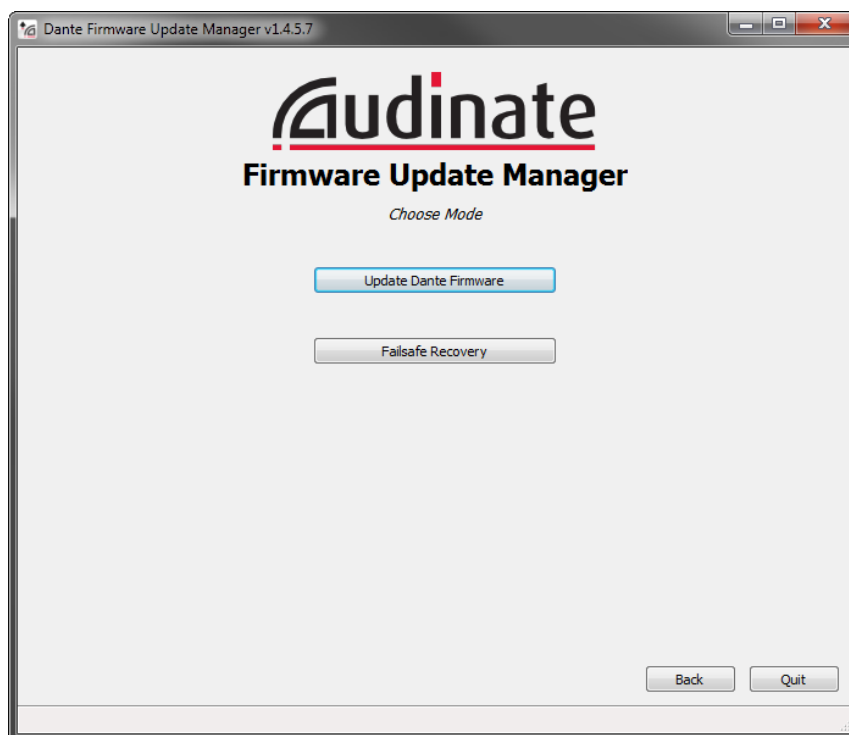 Dante Firmware Update Manager v1.4.5.7
Audinate
Firmware Update Manager
Choose Mode
Update Dante Firmware
Failsafe Recovery
Back Quit